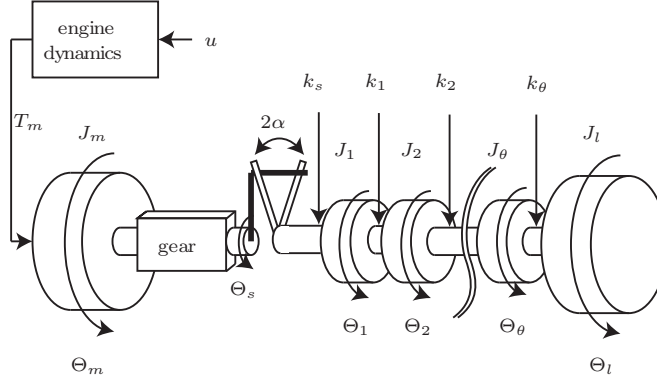 engine
dynamics
u
T_m
J_m
2α
k_s
k_1
k_2
k_θ
J_1
J_2
J_θ
J_l
gear
Θ_s
Θ_1
Θ_2
Θ_θ
Θ_m
Θ_l